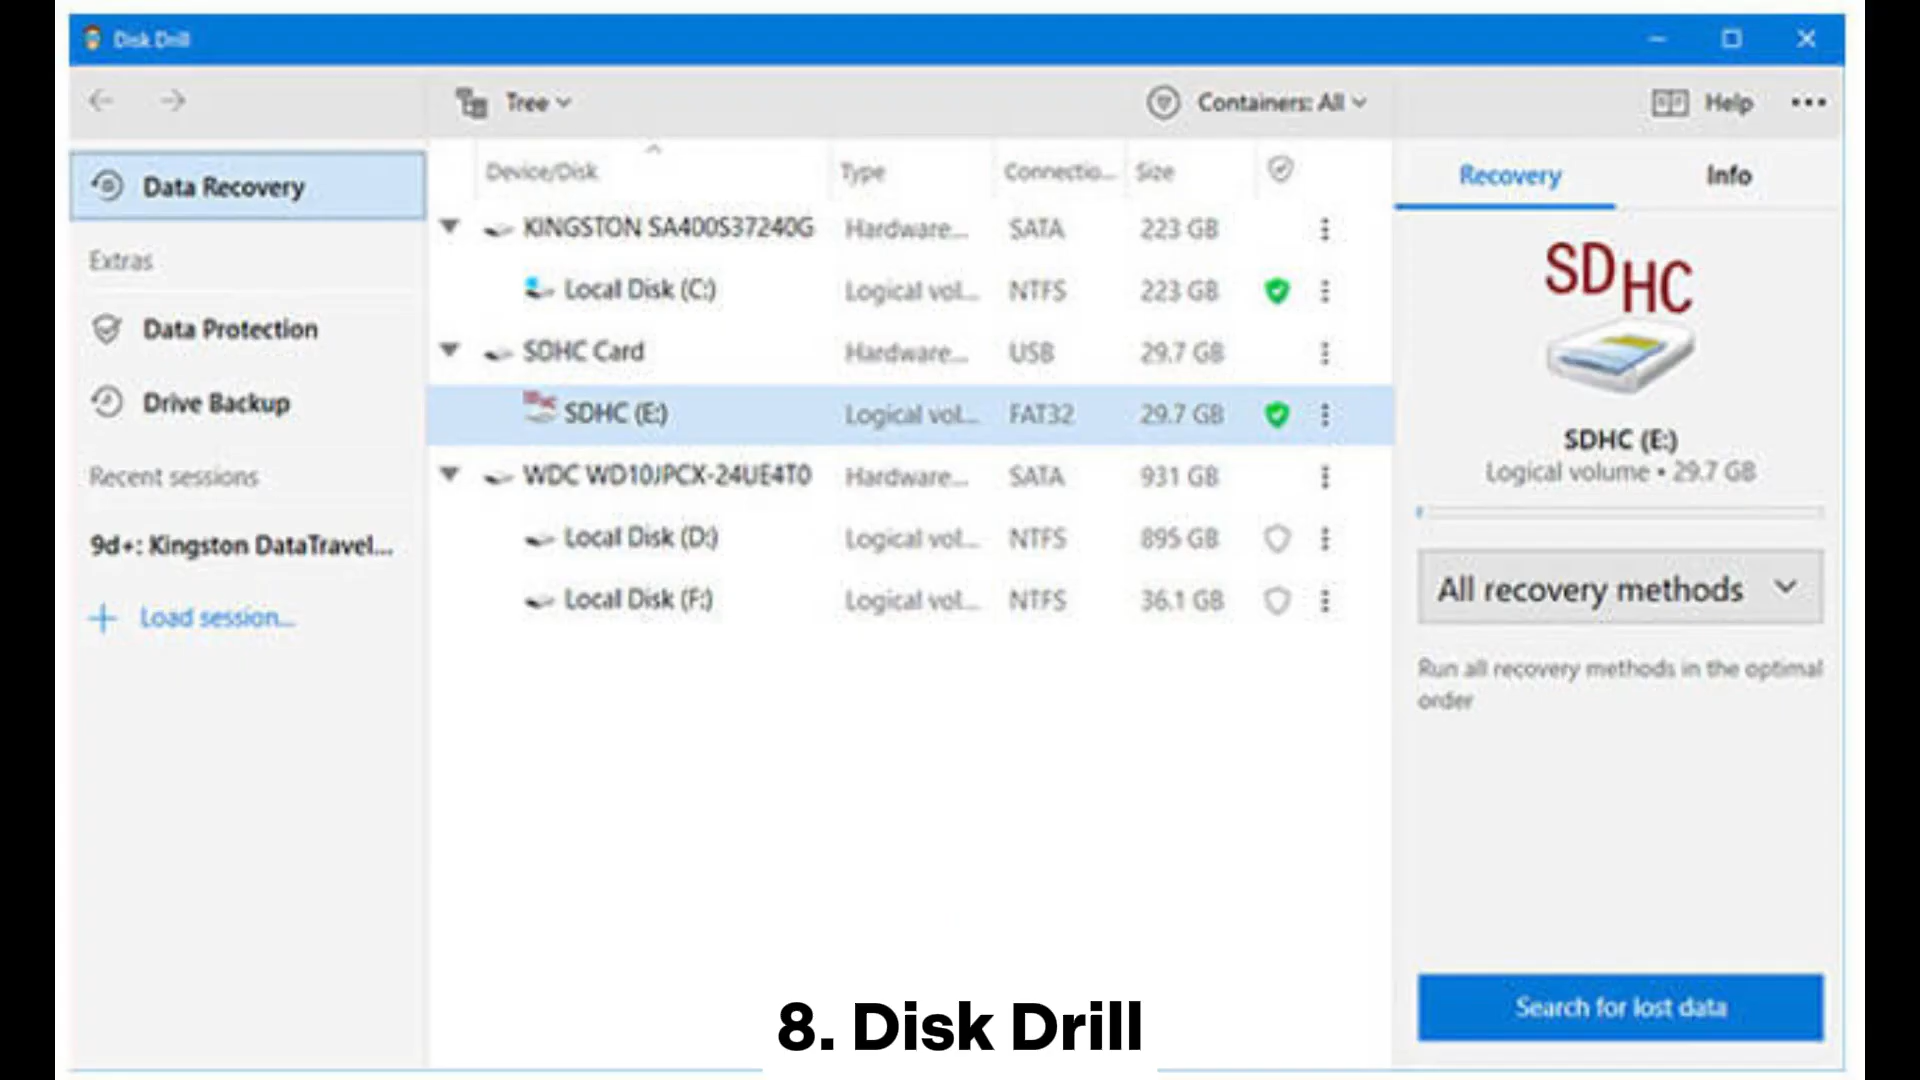 Disk Drill
Tree
Containers: All
Help
Data Recovery
Extras
Data Protection
Drive Backup
Recent sessions
9d+: Kingston DataTravel...
Load session...
Device/Disk Type Connectio... Size
KINGSTON SA400S37240G Hardware... SATA 223 GB
Local Disk (C:) Logical vol... NTFS 223 GB
SDHC Card Hardware... USB 29.7 GB
SDHC (E:) Logical vol... FAT32 29.7 GB
WDC WD10JPCX-24UE4T0 Hardware... SATA 931 GB
Local Disk (D:) Logical vol... NTFS 895 GB
Local Disk (F:) Logical vol... NTFS 36.1 GB
Recovery Info
SDHC
SDHC (E:)
Logical volume • 29.7 GB
All recovery methods
Run all recovery methods in the optimal
order
Search for lost data
8. Disk Drill